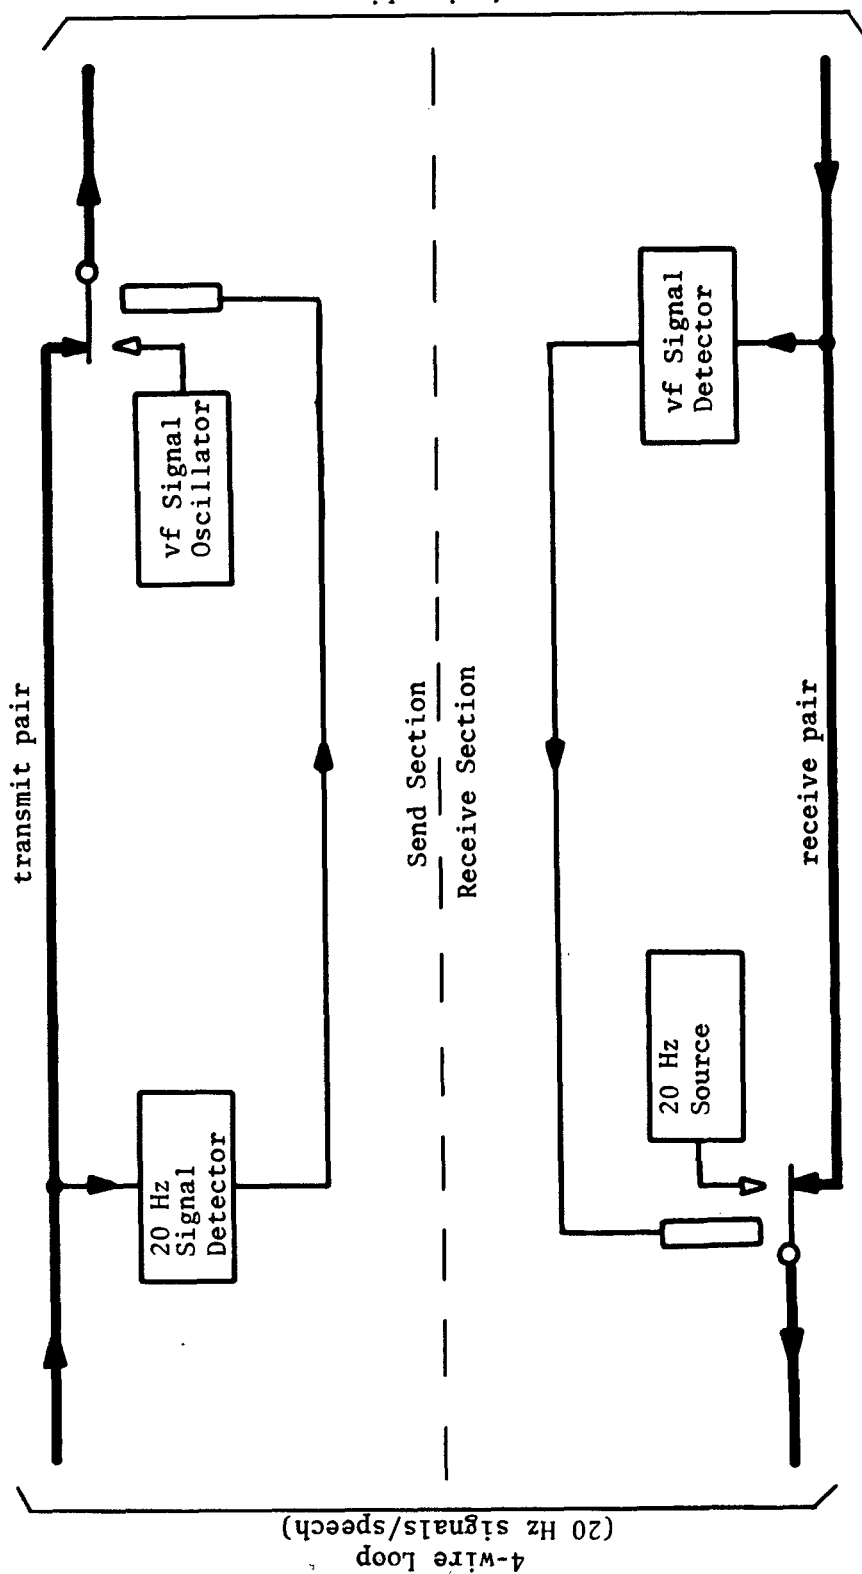 4-wire Loop
(20 Hz signals/speech)
transmit pair
20 Hz
Signal
Detector
vf Signal
Oscillator
Send Section
Receive Section
20 Hz
Source
vf Signal
Detector
receive pair